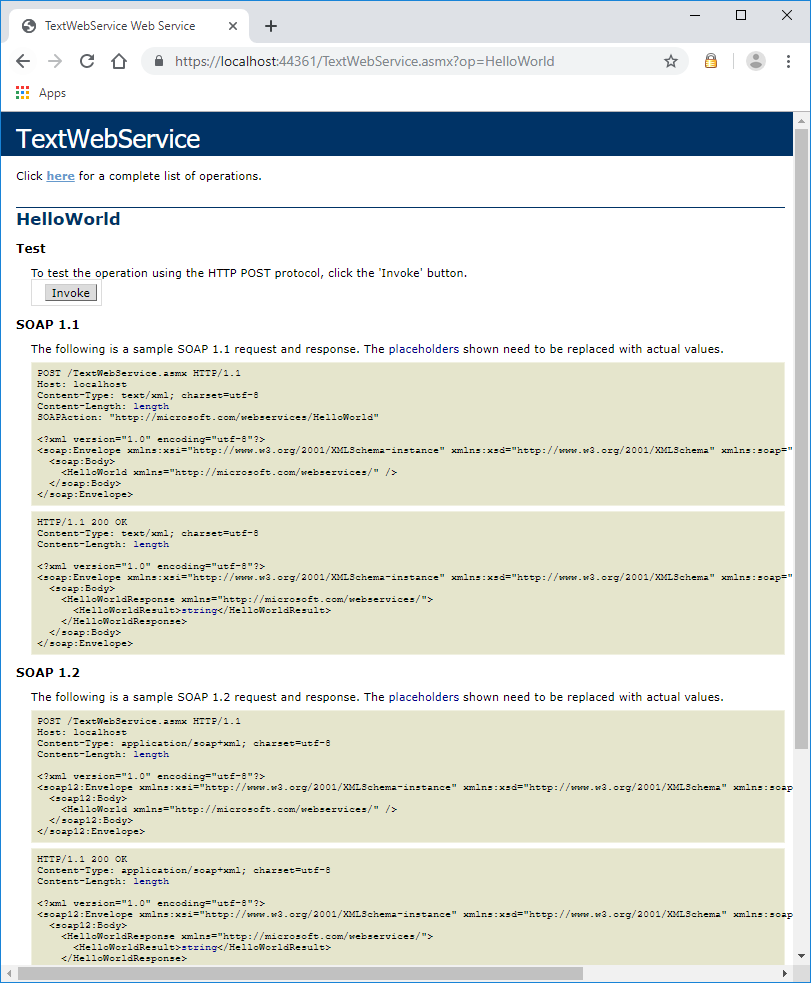 TextWebService Web Service
https://localhost:44361/TextWebService.asmx?op=HelloWorld
Apps
TextWebService
Click here for a complete list of operations.
HelloWorld
Test
To test the operation using the HTTP POST protocol, click the 'Invoke' button.
Invoke
SOAP 1.1
The following is a sample SOAP 1.1 request and response. The placeholders shown need to be replaced with actual values.
POST /TextWebService.asmx HTTP/1.1
Host: localhost
Content-Type: text/xml; charset=utf-8
Content-Length: length
SOAPAction: "http://microsoft.com/webservices/HelloWorld"
<?xml version="1.0" encoding="utf-8"?>
<soap:Envelope xmlns:xsi="http://www.w3.org/2001/XMLSchema-instance" xmlns:xsd="http://www.w3.org/2001/XMLSchema" xmlns:soap="
<soap:Body>
<HelloWorld xmlns="http://microsoft.com/webservices/" />
</soap:Body>
</soap:Envelope>
HTTP/1.1 200 OK
Content-Type: text/xml; charset=utf-8
Content-Length: length
<?xml version="1.0" encoding="utf-8"?>
<soap:Envelope xmlns:xsi="http://www.w3.org/2001/XMLSchema-instance" xmlns:xsd="http://www.w3.org/2001/XMLSchema" xmlns:soap="
<soap:Body>
<HelloWorldResponse xmlns="http://microsoft.com/webservices/">
<HelloWorldResult>string</HelloWorldResult>
</HelloWorldResponse>
</soap:Body>
</soap:Envelope>
SOAP 1.2
The following is a sample SOAP 1.2 request and response. The placeholders shown need to be replaced with actual values.
POST /TextWebService.asmx HTTP/1.1
Host: localhost
Content-Type: application/soap+xml; charset=utf-8
Content-Length: length
<?xml version="1.0" encoding="utf-8"?>
<soap12:Envelope xmlns:xsi="http://www.w3.org/2001/XMLSchema-instance" xmlns:xsd="http://www.w3.org/2001/XMLSchema" xmlns:soap
<soap12:Body>
<HelloWorld xmlns="http://microsoft.com/webservices/" />
</soap12:Body>
</soap12:Envelope>
HTTP/1.1 200 OK
Content-Type: application/soap+xml; charset=utf-8
Content-Length: length
<?xml version="1.0" encoding="utf-8"?>
<soap12:Envelope xmlns:xsi="http://www.w3.org/2001/XMLSchema-instance" xmlns:xsd="http://www.w3.org/2001/XMLSchema" xmlns:soap
<soap12:Body>
<HelloWorldResponse xmlns="http://microsoft.com/webservices/">
<HelloWorldResult>string</HelloWorldResult>
</HelloWorldResponse>